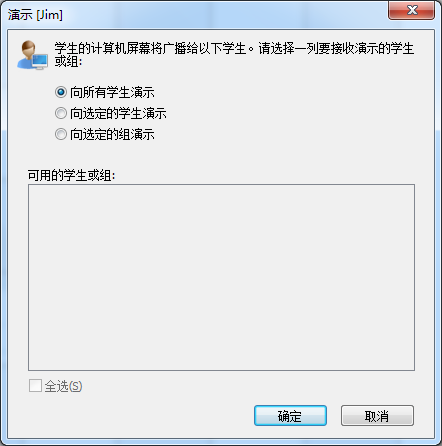 演示 [Jim]
学生的计算机屏幕将广播给以下学生。请选择一列要接收演示的学生
或组:
向所有学生演示
向选定的学生演示
向选定的组演示
可用的学生或组:
全选(S)
确定
取消